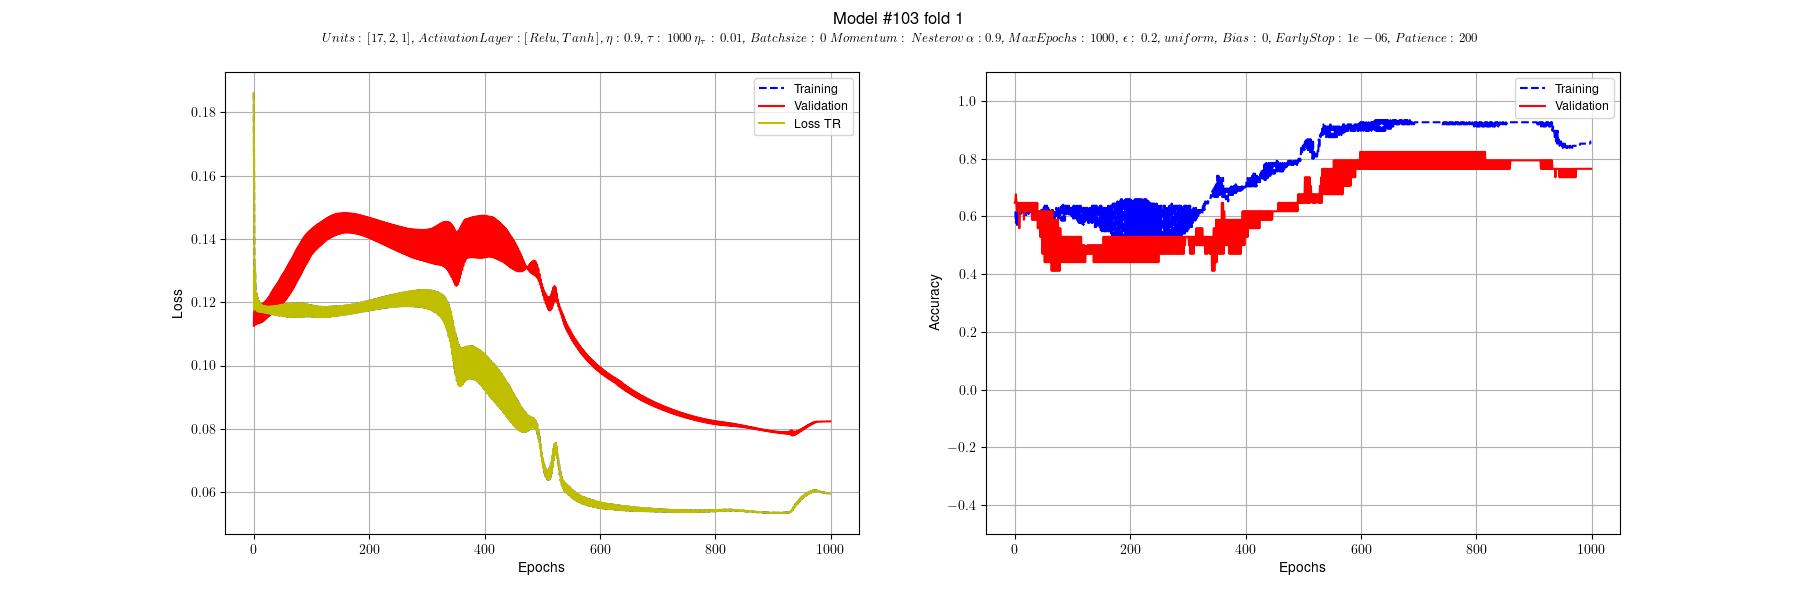 Model #103 fold 1
Units : [17, 2, 1], ActivationLayer : [Relu, Tanh], η : 0.9, τ : 1000 η_τ : 0.01, Batchsize : 0 Momentum : Nesterov α : 0.9, MaxEpochs : 1000, ϵ : 0.2, uniform, Bias : 0, EarlyStop : 1e − 06, Patience : 200
Training
Validation
Loss TR
0.18
0.16
0.14
0.12
0.10
0.08
0.06
Loss
0 200 400 600 800 1000
Epochs
Training
Validation
1.0
0.8
0.6
0.4
0.2
0.0
−0.2
−0.4
Accuracy
0 200 400 600 800 1000
Epochs